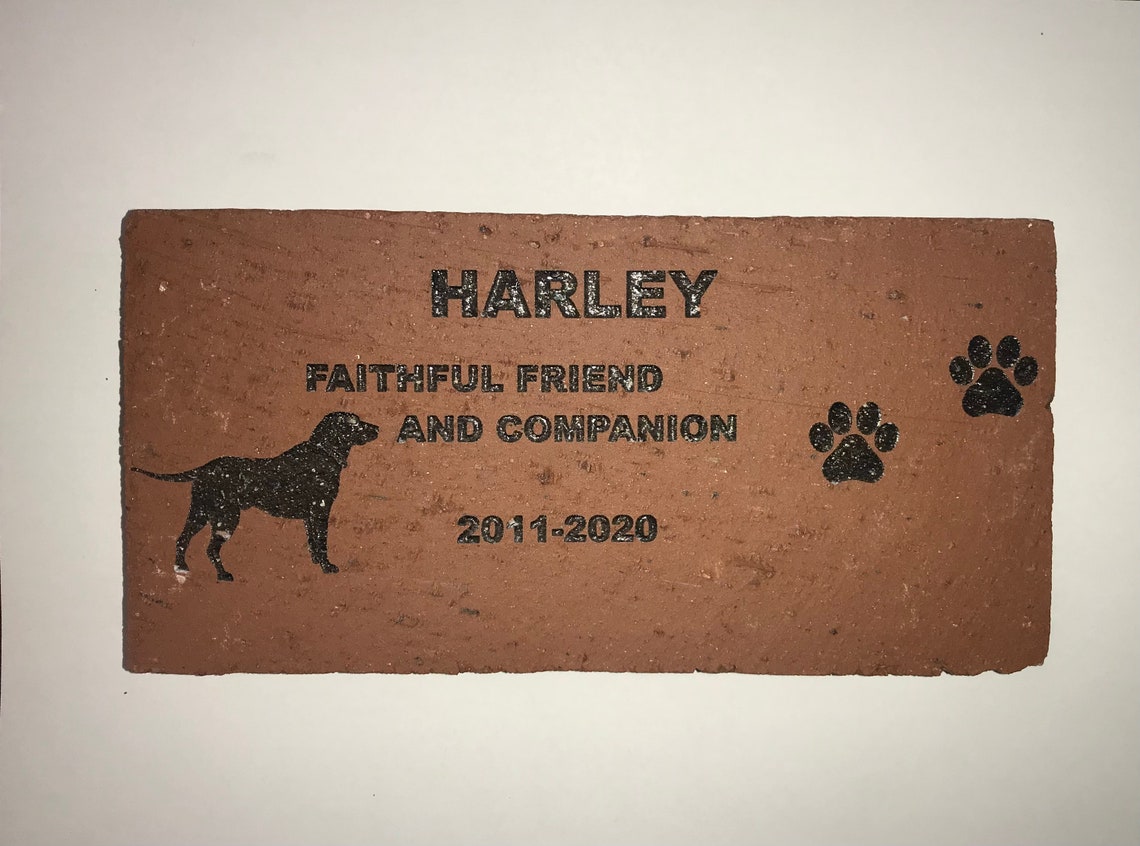 HARLEY
FAITHFUL FRIEND
AND COMPANION
2011-2020